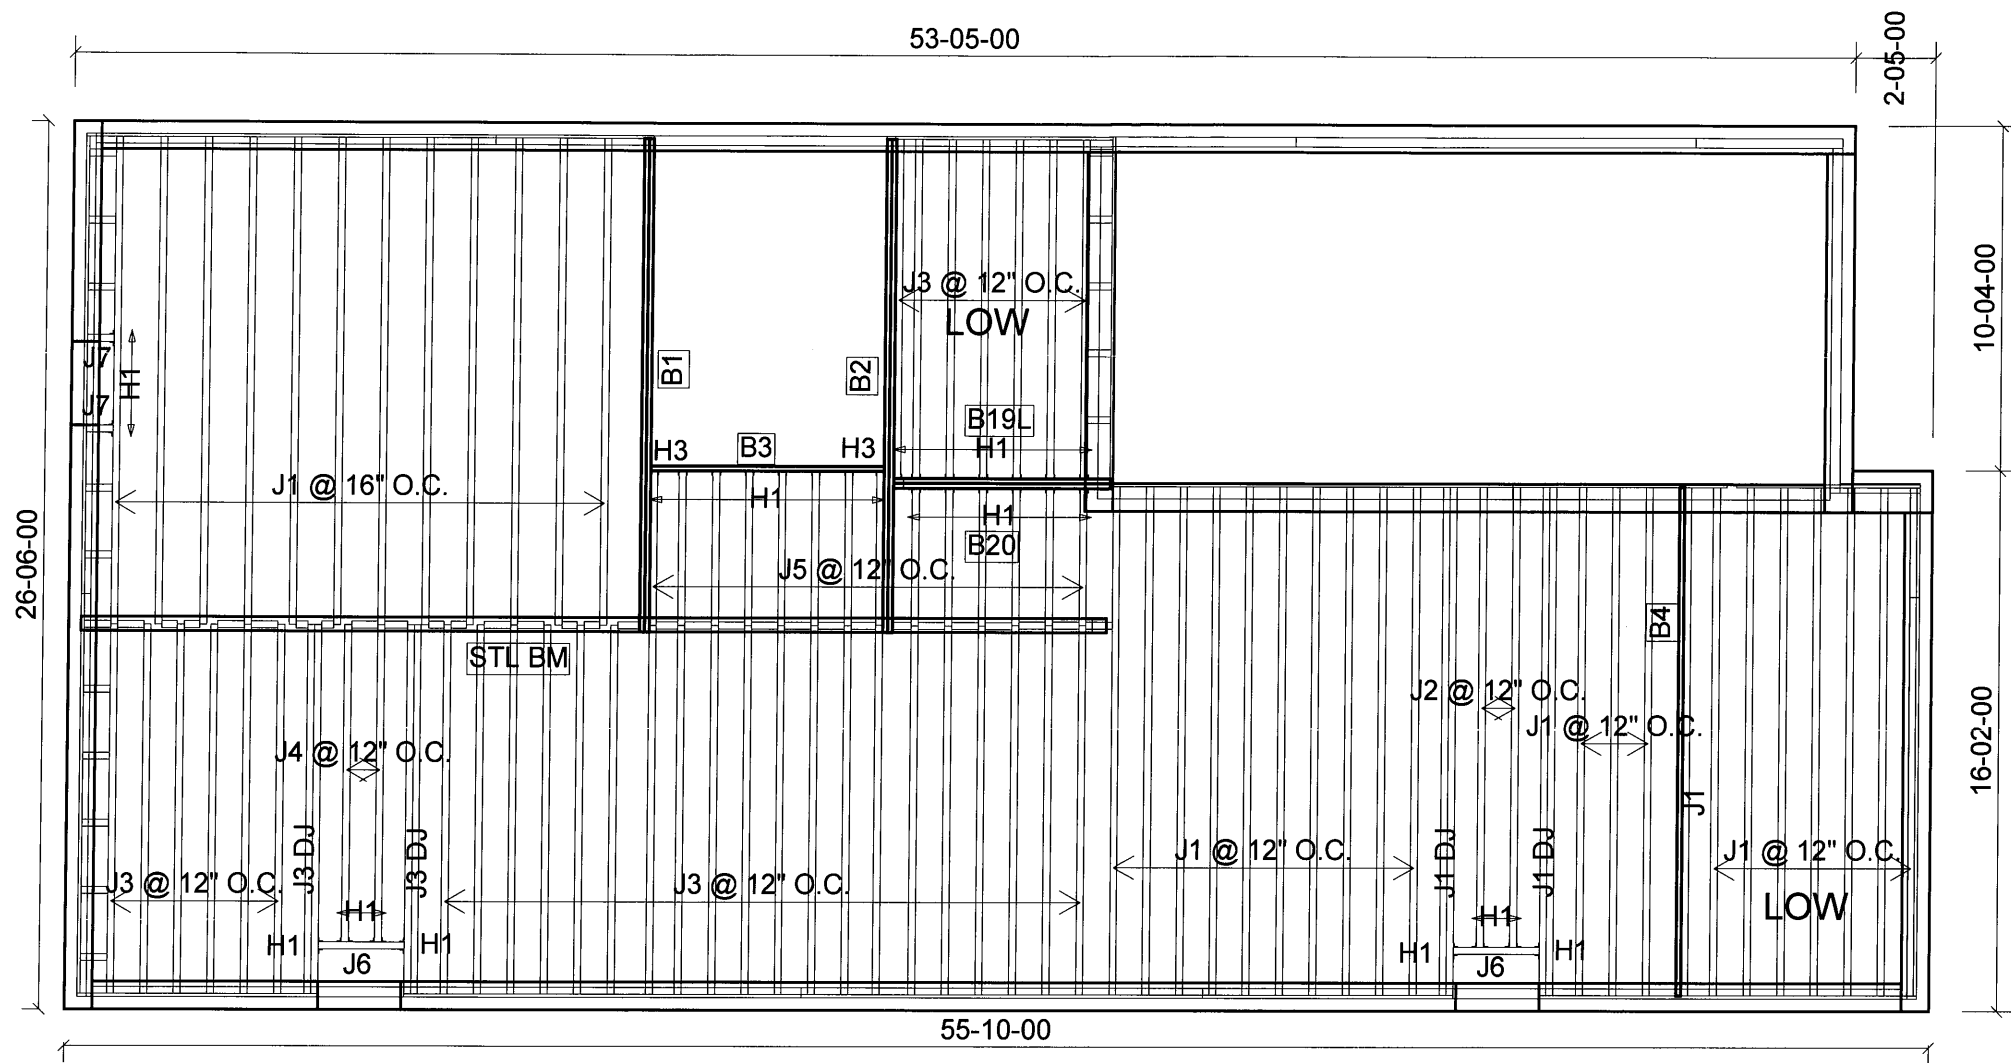 53-05-00
2-05-00
J3 @ 12" O.C.
LOW
10-04-00
J7
H1
J7
B1
B2
B19L
H1
H3
B3
H3
J1 @ 16" O.C.
H1
H1
B20
26-06-00
J5 @ 12" O.C.
B4
STL BM
J2 @ 12" O.C.
J1 @ 12" O.C.
16-02-00
J4 @ 12" O.C.
J1
J3 @ 12" O.C.
J3 DJ
J3 DJ
J3 @ 12" O.C.
J1 @ 12" O.C.
J1 DJ
J1 DJ
J1 @ 12" O.C.
LOW
H1
H1
H1
H1
J6
H1
H1
J6
55-10-00